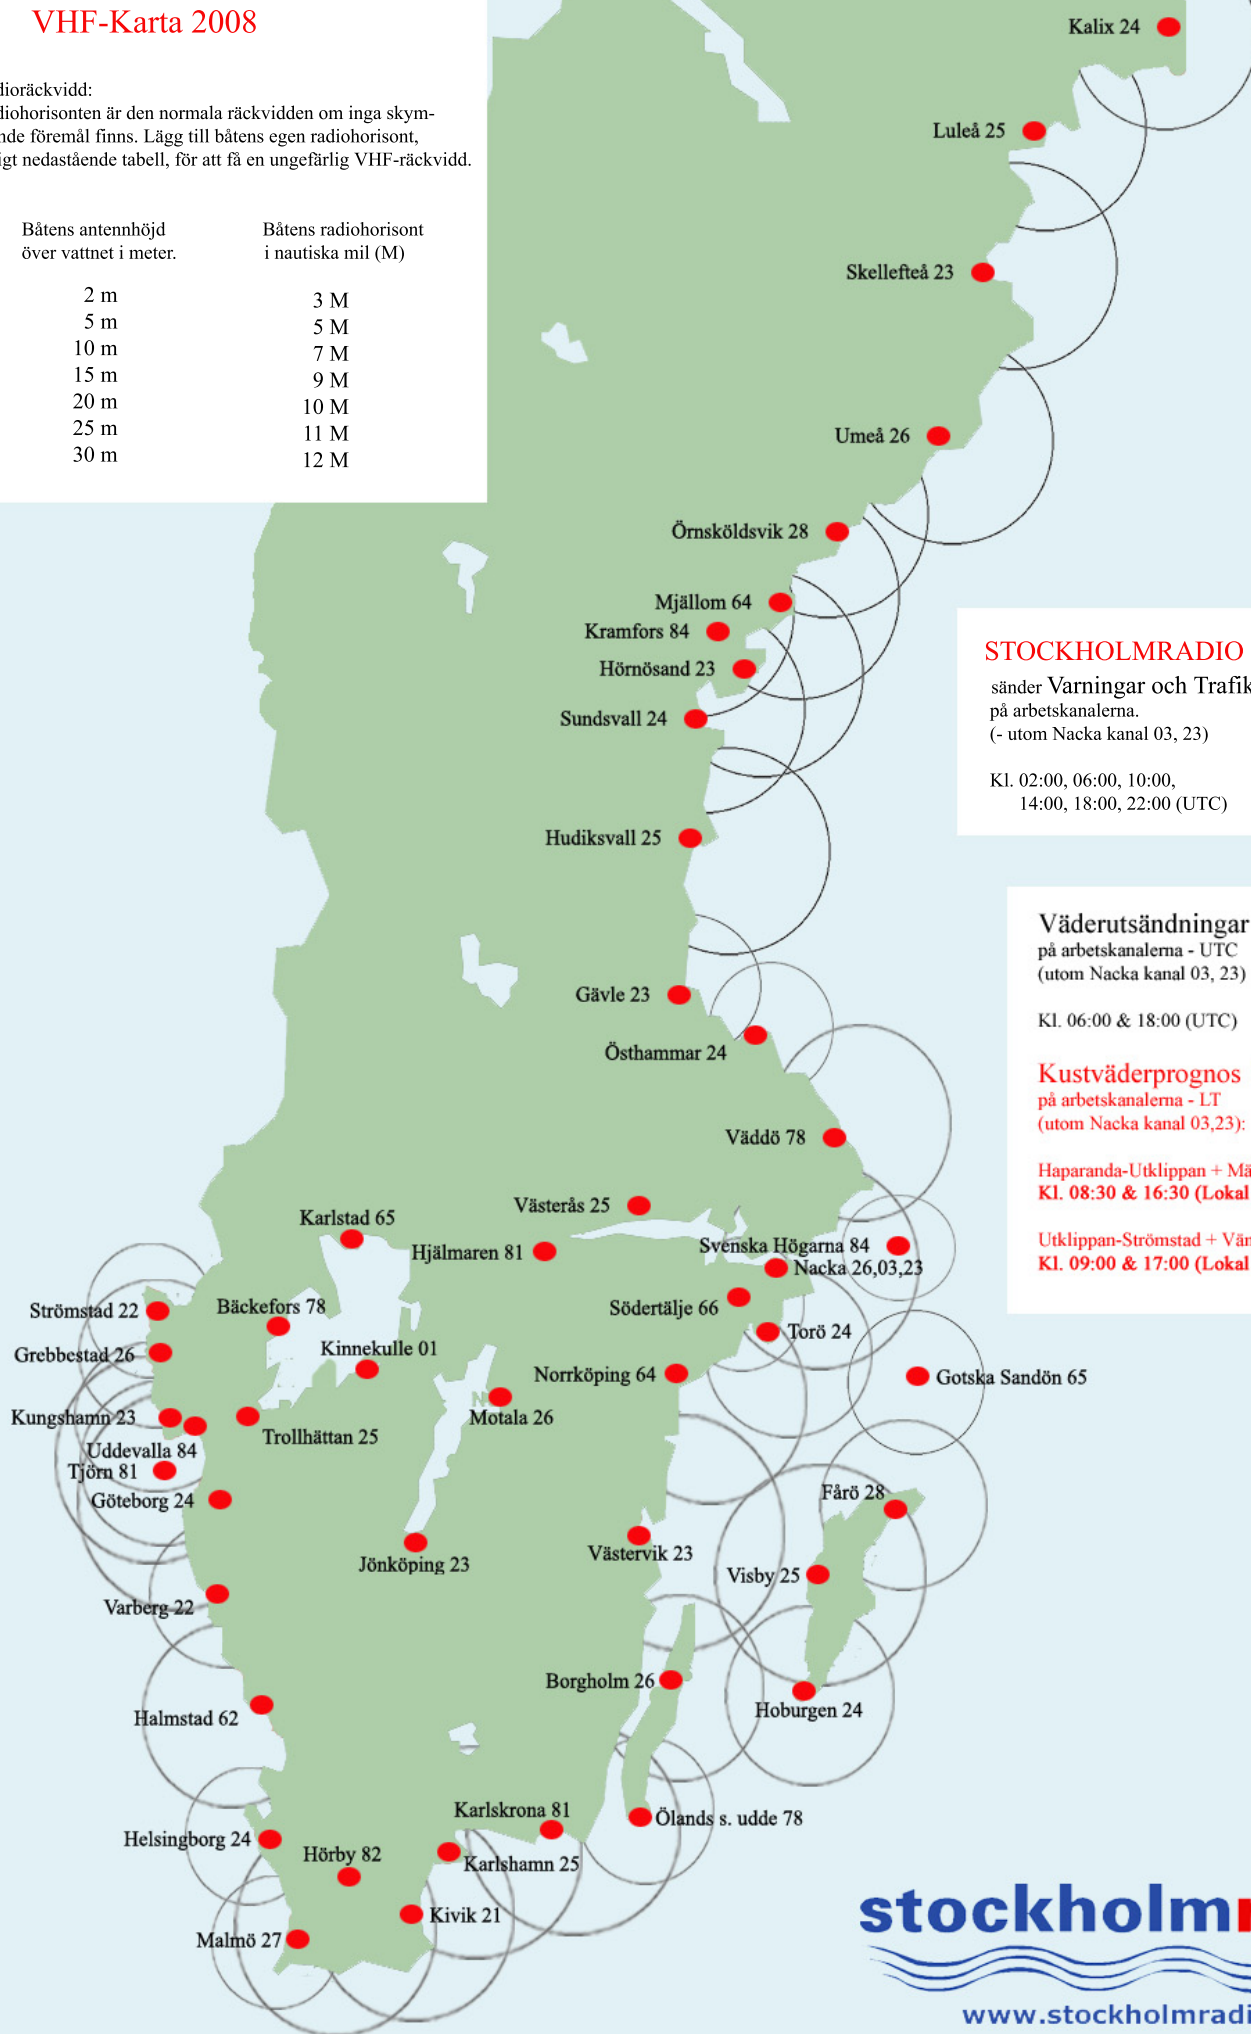 VHF-Karta 2008
dioräckvidd:
diohorisonten är den normala räckvidden om inga skym-
nde föremål finns. Lägg till båtens egen radiohorisont,
igt nedastående tabell, för att få en ungefärlig VHF-räckvidd.
Båtens antennhöjd
över vattnet i meter.
Båtens radiohorisont
i nautiska mil (M)
2 m 3 M
5 m 5 M
10 m 7 M
15 m 9 M
20 m 10 M
25 m 11 M
30 m 12 M
Kalix 24
Luleå 25
Skellefteå 23
Umeå 26
Örnsköldsvik 28
Mjällom 64
Kramfors 84
Hörnösand 23
Sundsvall 24
STOCKHOLMRADIO
sänder Varningar och Trafik
på arbetskanalerna.
(- utom Nacka kanal 03, 23)
Kl. 02:00, 06:00, 10:00,
14:00, 18:00, 22:00 (UTC)
Hudiksvall 25
Väderutsändningar
på arbetskanalerna - UTC
(utom Nacka kanal 03, 23)
Kl. 06:00 & 18:00 (UTC)
Kustväderprognos
på arbetskanalerna - LT
(utom Nacka kanal 03,23):
Haparanda-Utklippan + Mä
Kl. 08:30 & 16:30 (Lokal
Utklippan-Strömstad + Vän
Kl. 09:00 & 17:00 (Lokal
Gävle 23
Östhammar 24
Väddö 78
Västerås 25
Karlstad 65
Hjälmaren 81
Svenska Högarna 84
Nacka 26,03,23
Södertälje 66
Torö 24
Strömstad 22
Bäckefors 78
Grebbestad 26
Kinnekulle 01
Norrköping 64
Gotska Sandön 65
Motala 26
Kungshamn 23
Trollhättan 25
Uddevalla 84
Tjörn 81
Göteborg 24
Fårö 28
Jönköping 23
Västervik 23
Visby 25
Varberg 22
Borgholm 26
Hoburgen 24
Halmstad 62
Karlskrona 81
Ölands s. udde 78
Helsingborg 24
Hörby 82
Karlshamn 25
Kivik 21
Malmö 27
stockholm
www.stockholmradi